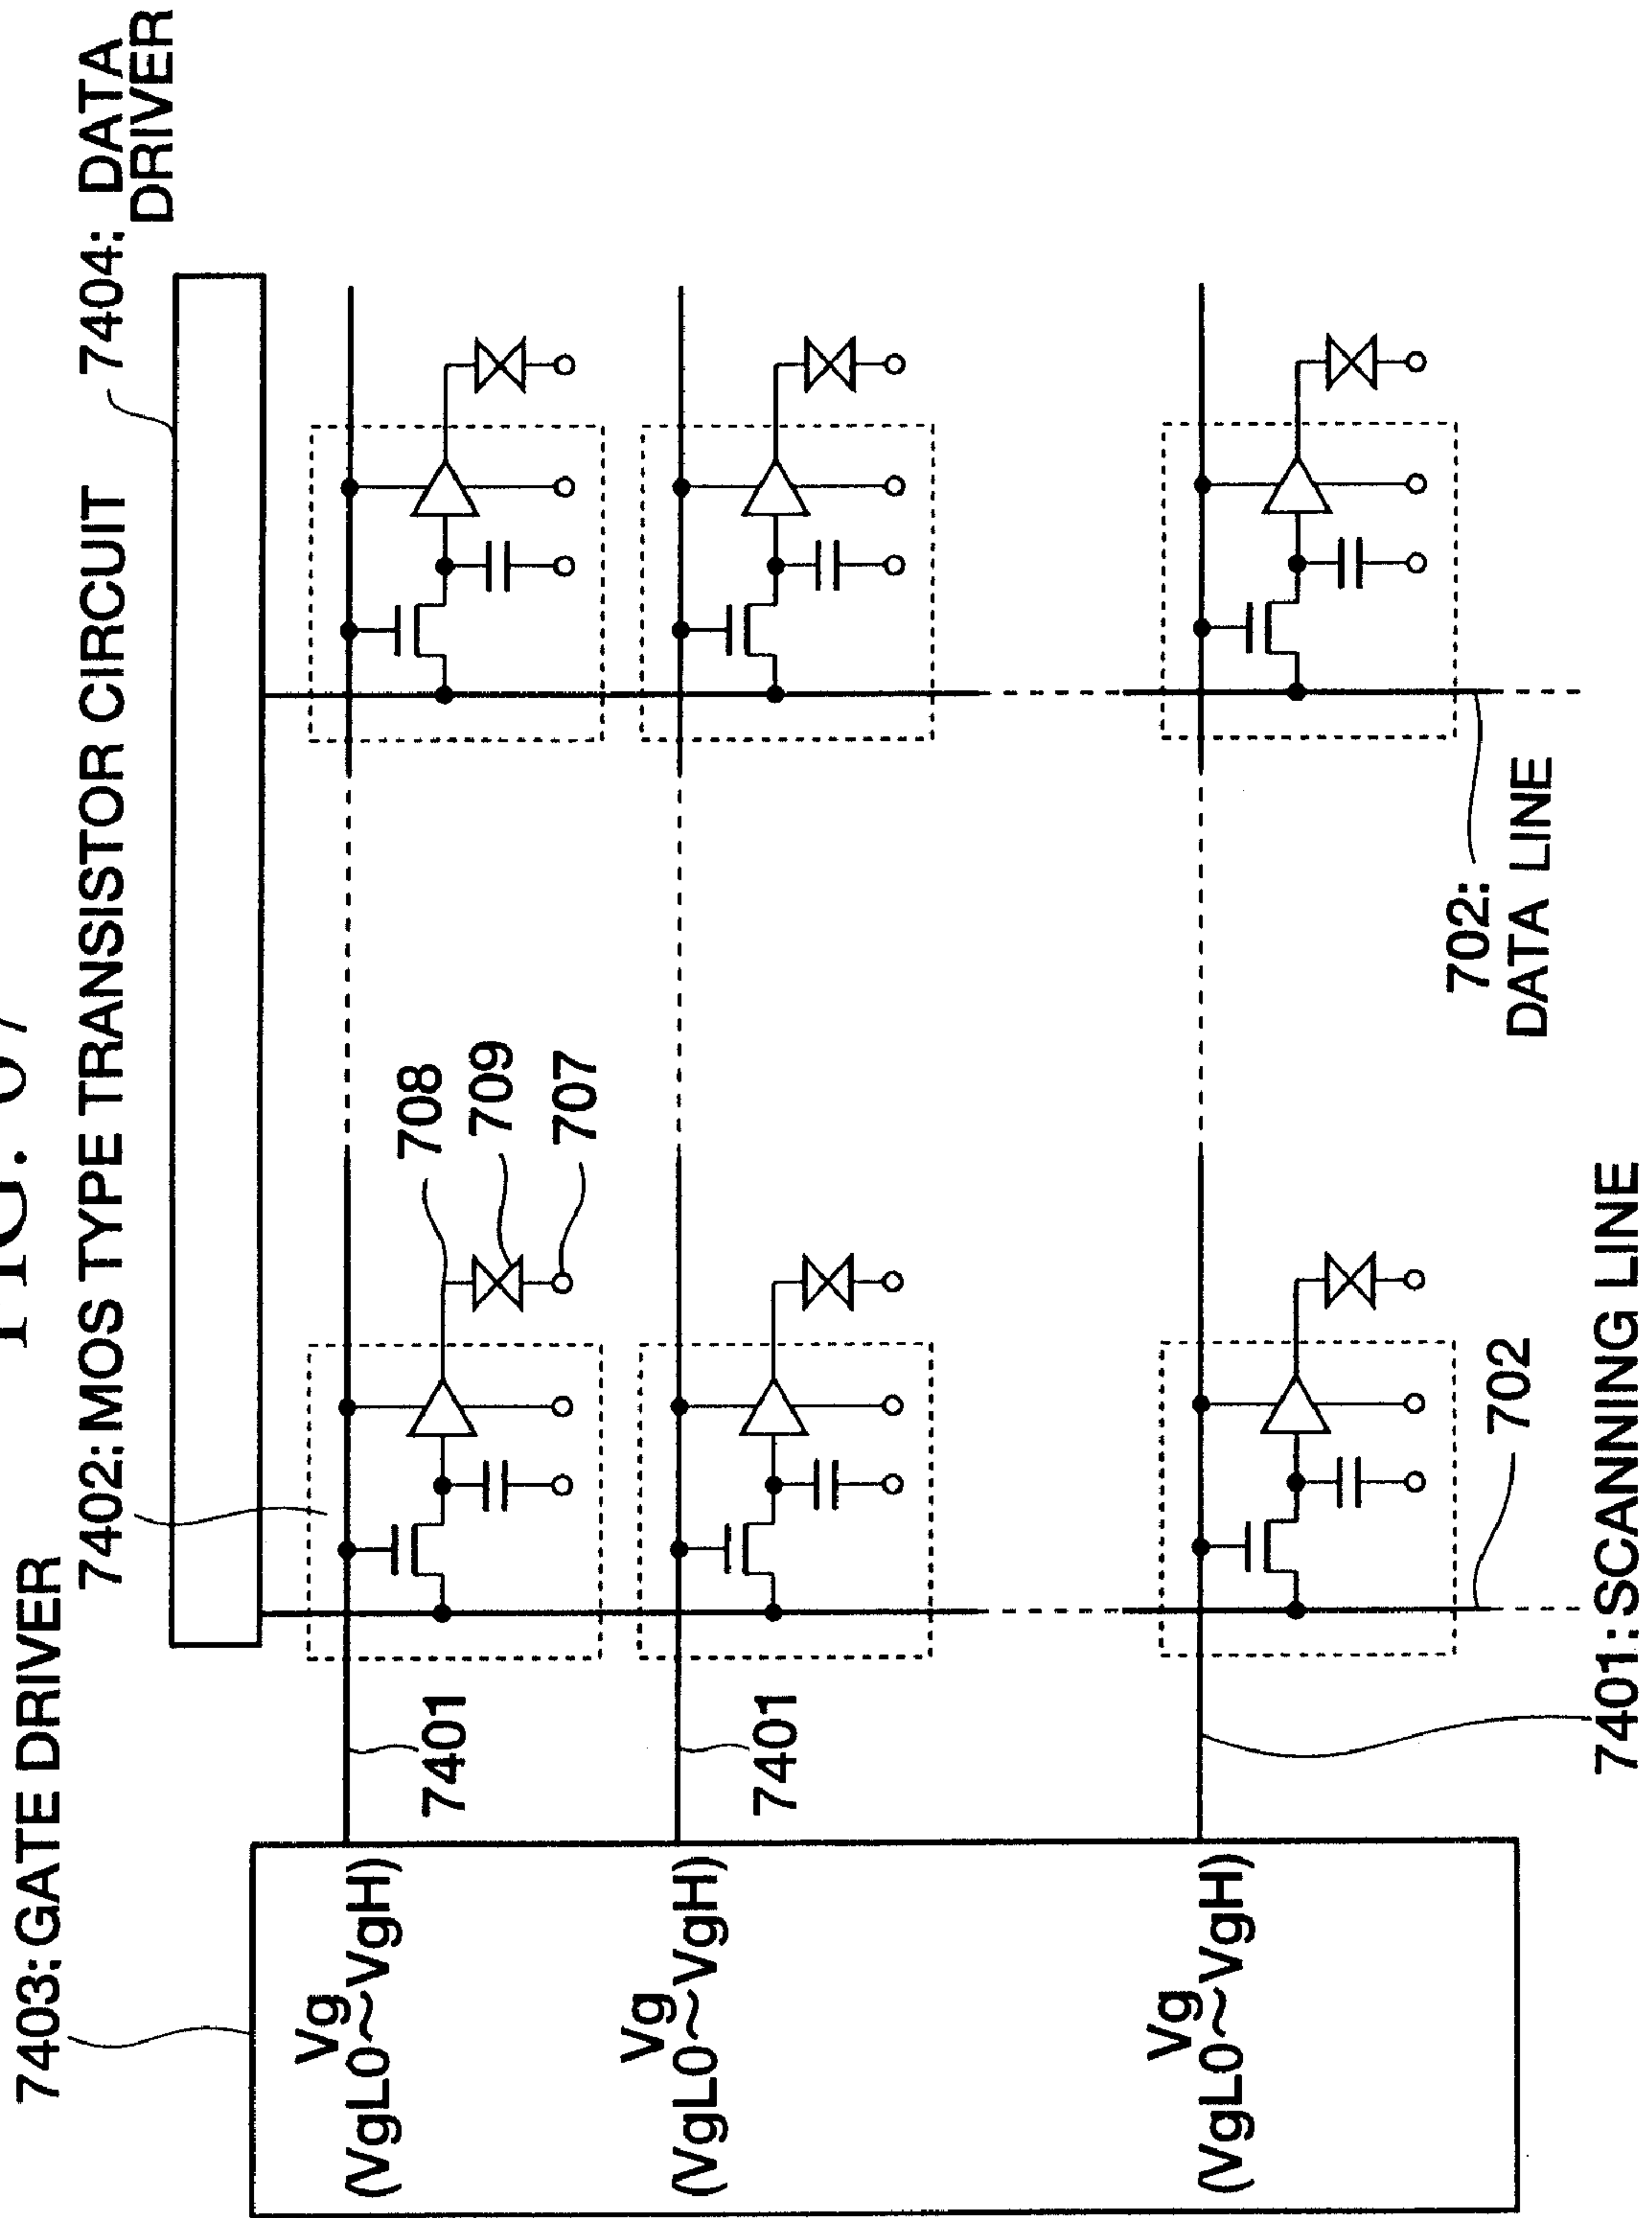 FIG.
7403:GATE DRIVER
7402:MOS TYPE TRANSISTOR CIRCUIT
7404: DATA
DRIVER
Vg
(VgL0~VgH)
7401
708
709
707
Vg
(VgL0~VgH)
7401
Vg
(VgL0~VgH)
702
702:
DATA LINE
7401:SCANNING LINE